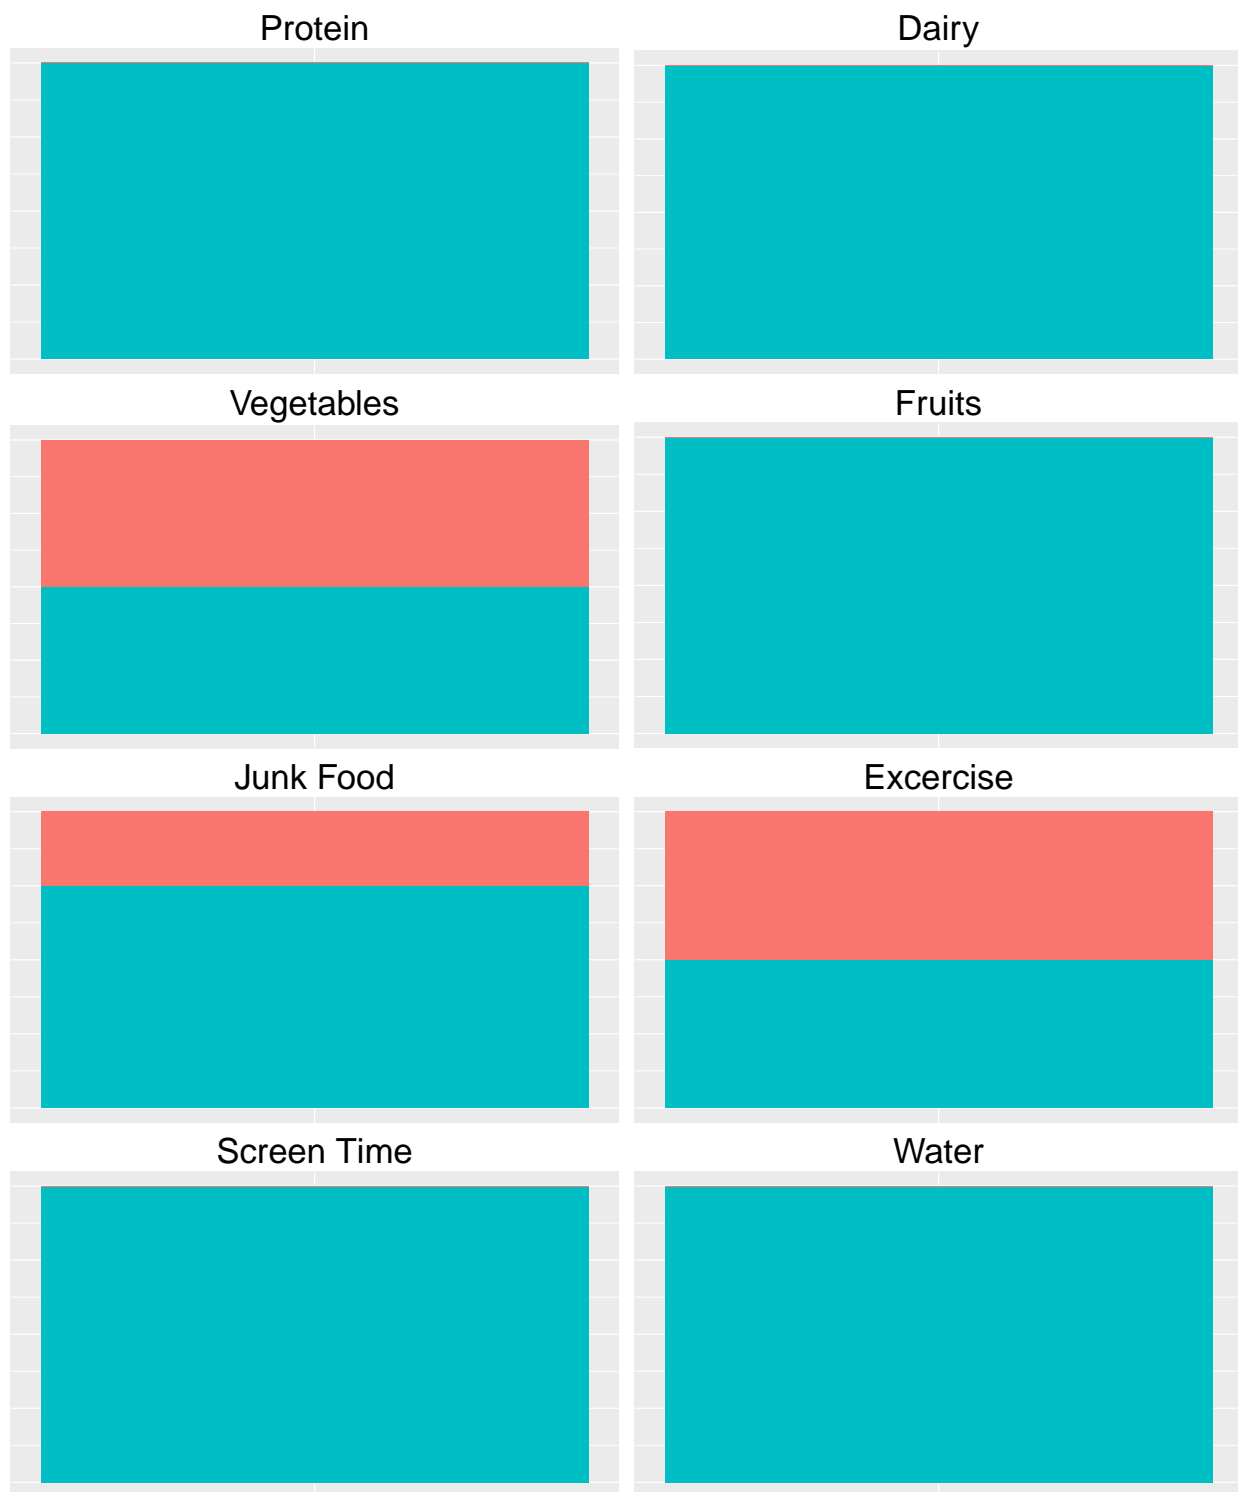 Protein
Dairy
Vegetables
Fruits
Junk Food
Excercise
Screen Time
Water